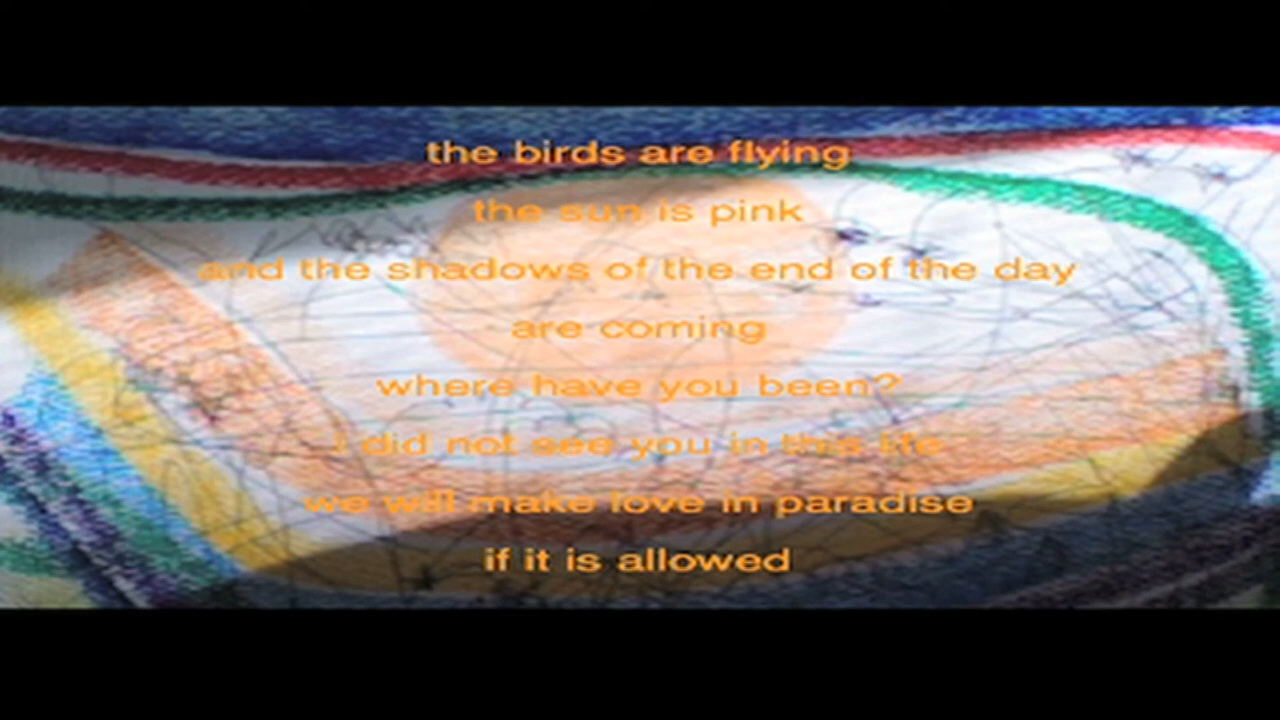 the birds are flying
the sun is pink
and the shadows of the end of the day
are coming
where have you been?
i did not see you in this life
we will make love in paradise
if it is allowed